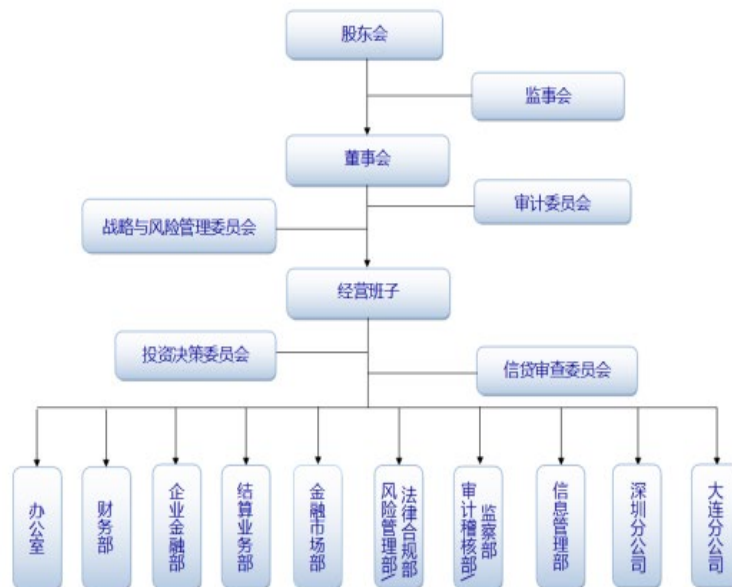 股东会
监事会
董事会
审计委员会
战略与风险管理委员会
经营班子
投资决策委员会
信贷审查委员会
办公室
财务部
企业金融部
结算业务部
金融市场部
法律合规部
风险管理部\
监察部
审计稽核部\
信息管理部
深圳分公司
大连分公司